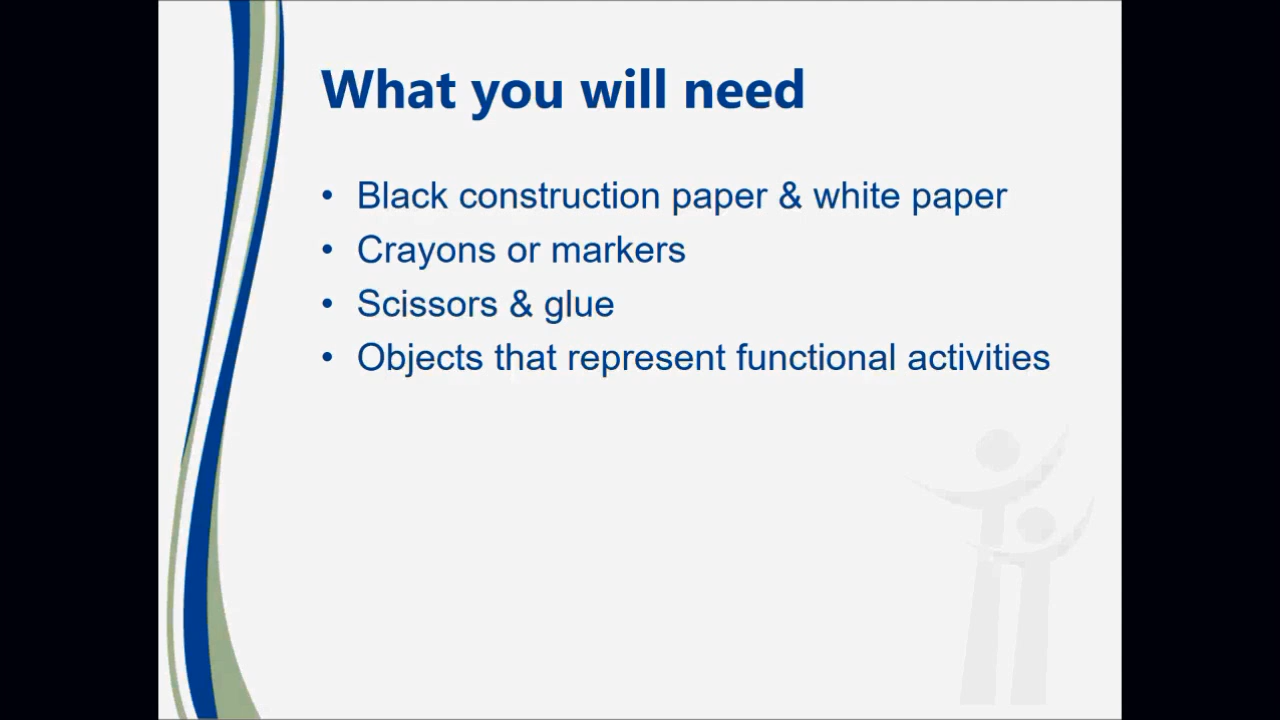 What you will need
• Black construction paper & white paper
• Crayons or markers
• Scissors & glue
• Objects that represent functional activities